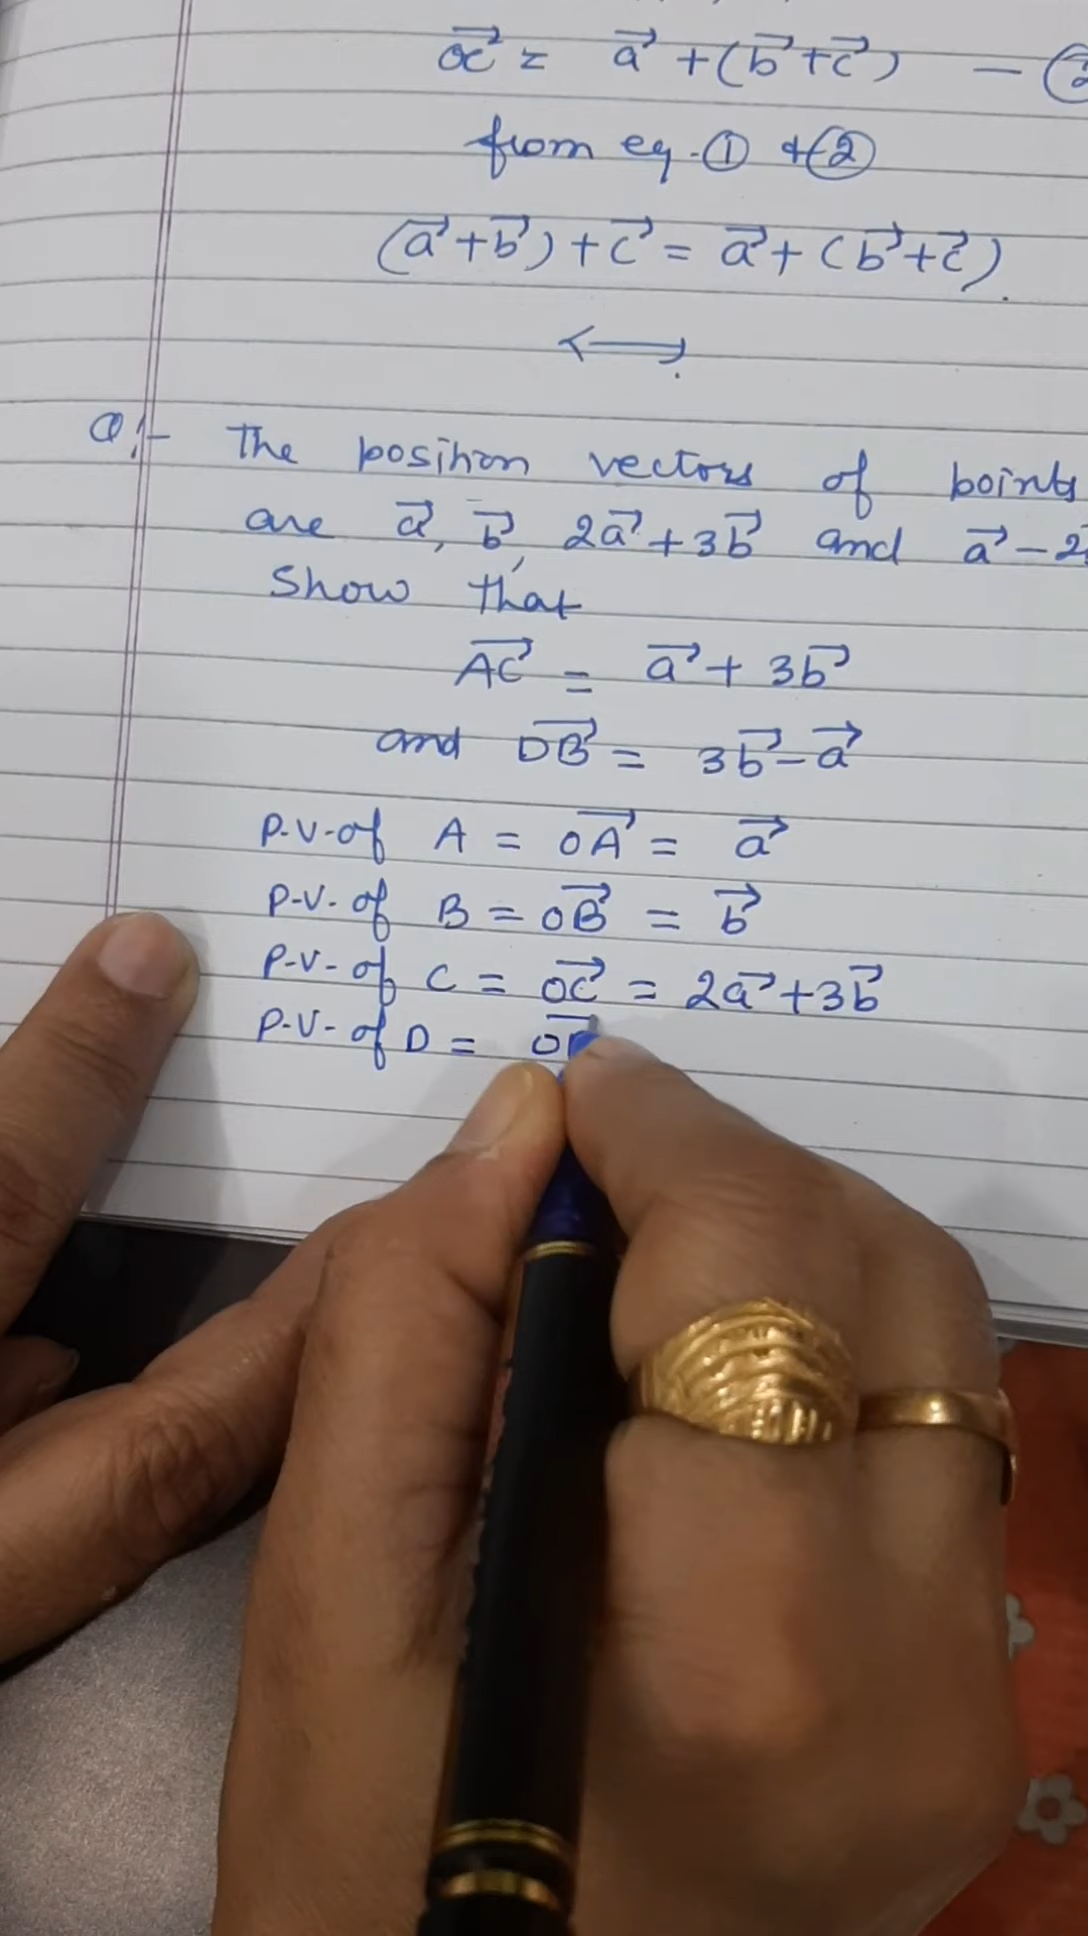 OC⃗ = a⃗ + (b⃗ + c⃗) —
from eq. ① & ②
(a⃗ + b⃗) + c⃗ = a⃗ + (b⃗ + c⃗).
Q:- The position vectors of points
are a⃗, b⃗, 2a⃗ + 3b⃗ and a⃗ - 2
Show that
AC⃗ = a⃗ + 3b⃗
and DB⃗ = 3b⃗ - a⃗
P.V. of A = OA⃗ = a⃗
P.V. of B = OB⃗ = b⃗
P.V. of C = OC⃗ = 2a⃗ + 3b⃗
P.V. of D =